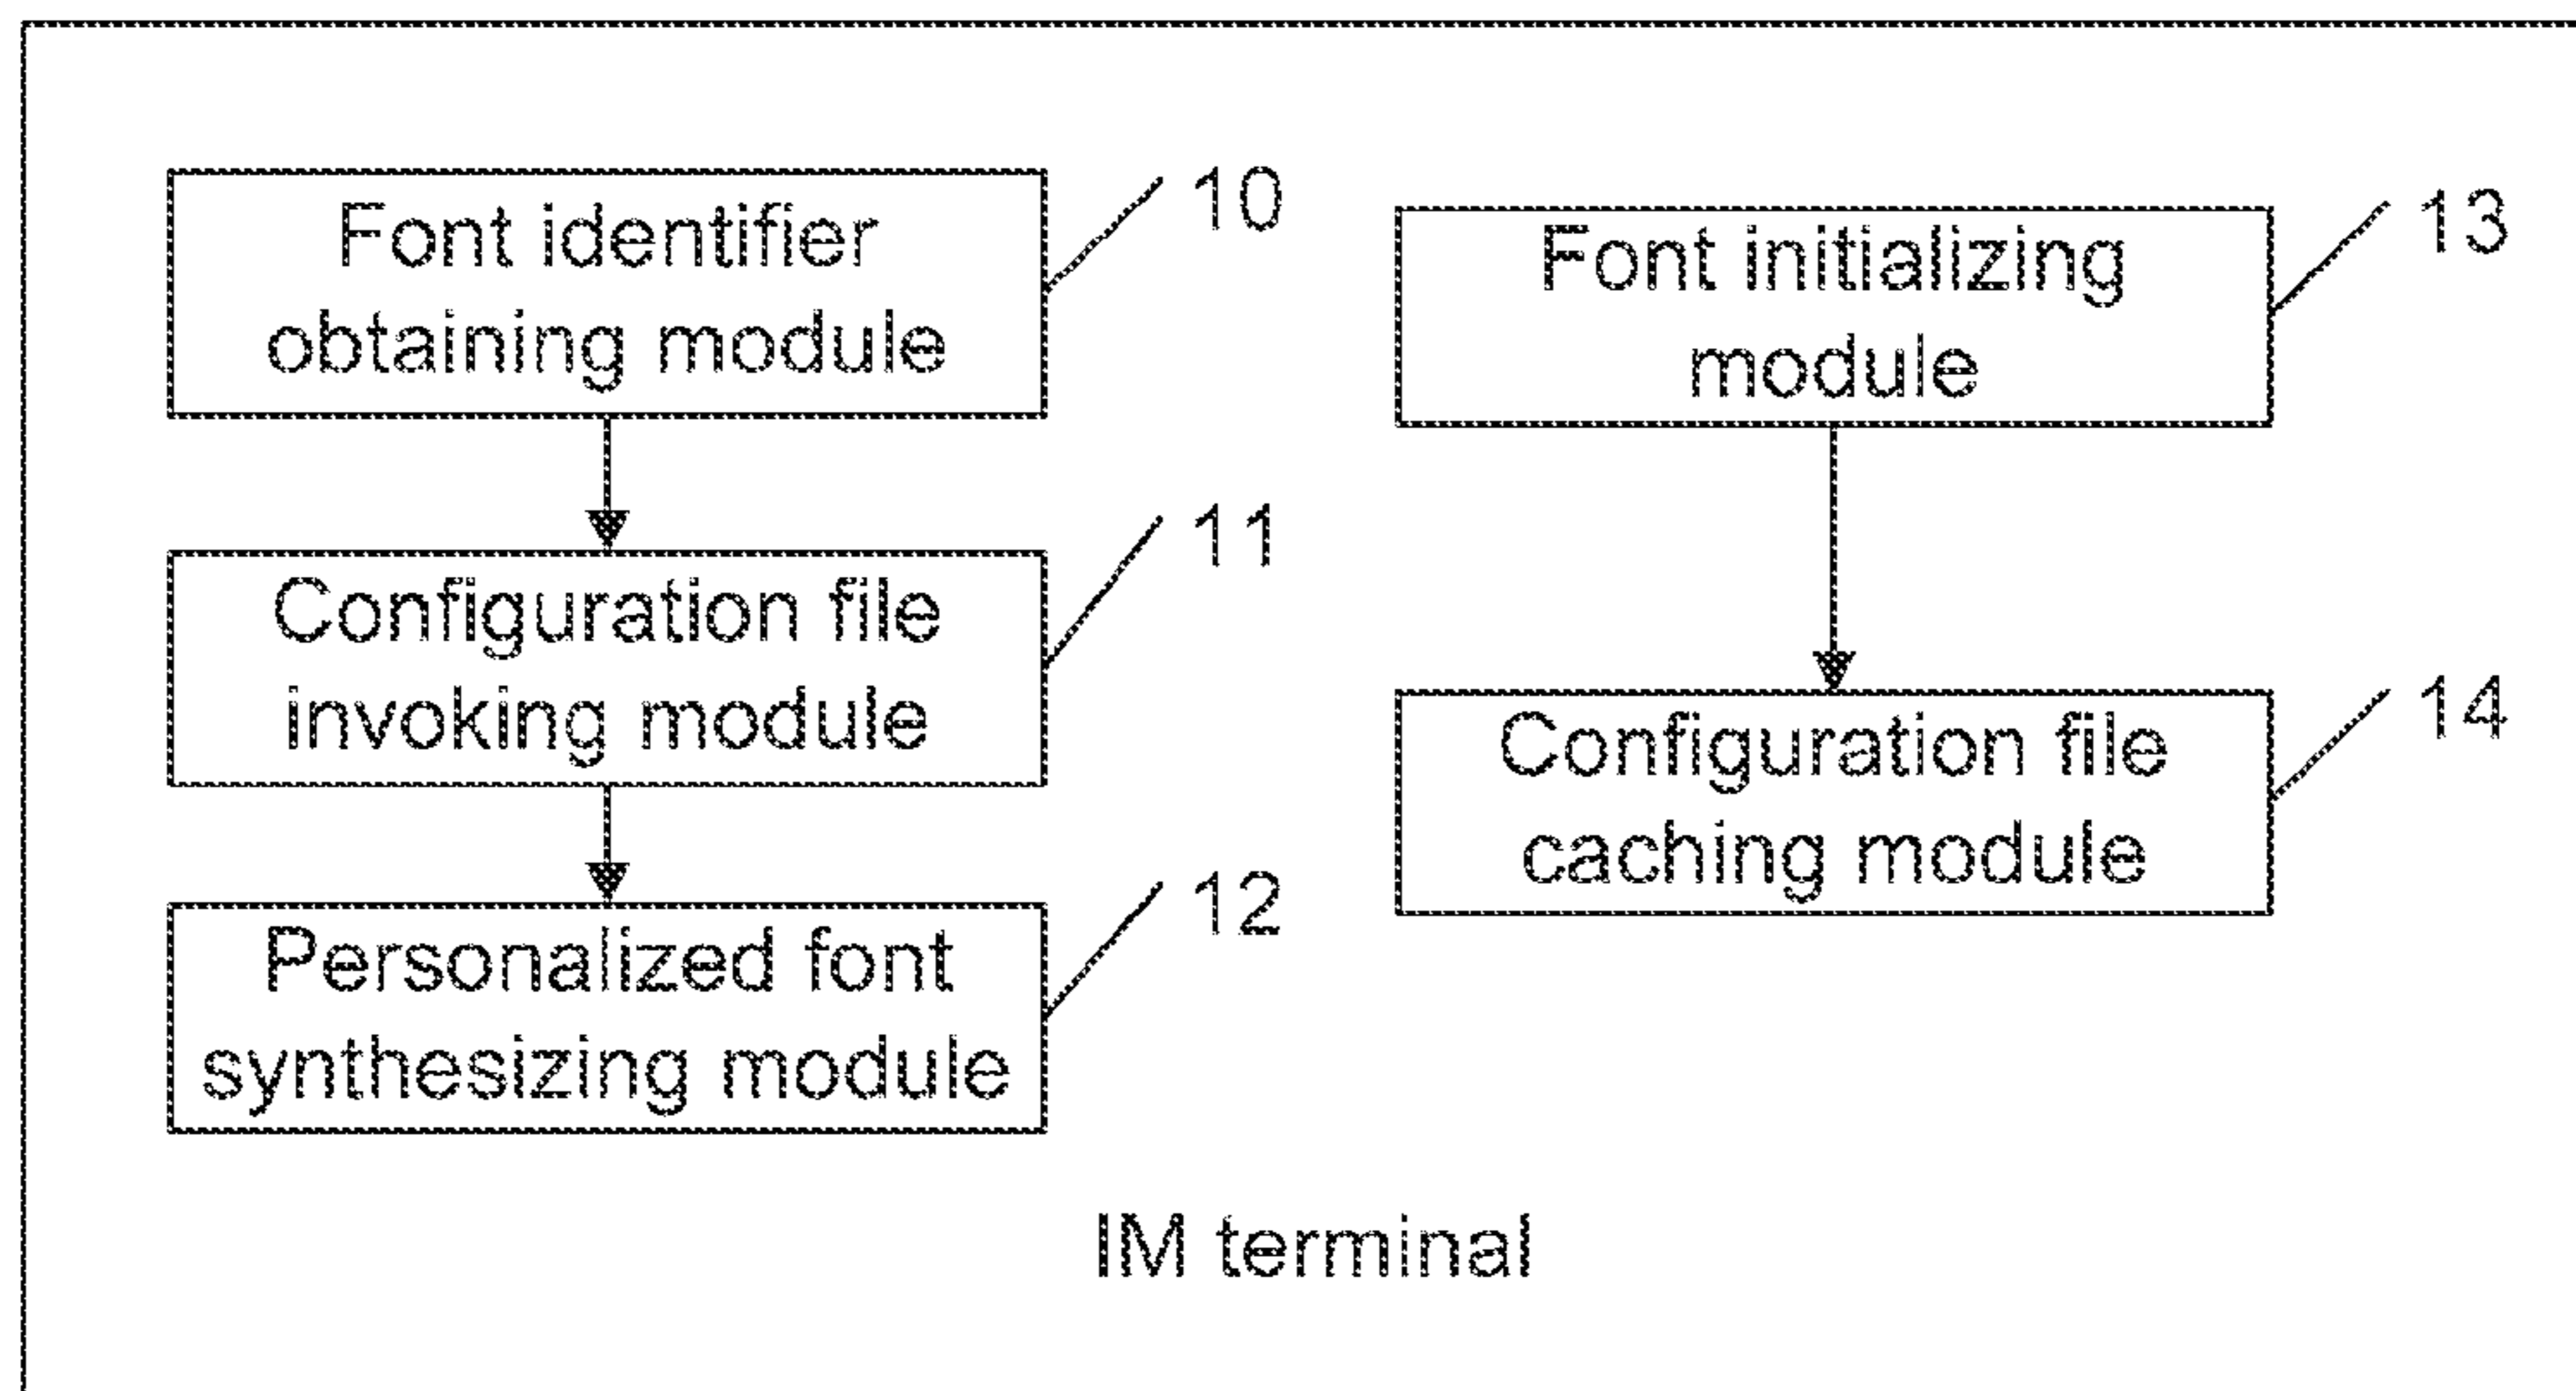 Font identifier
obtaining module
10
Configuration file
invoking module
11
Personalized font
synthesizing module
12
Font initializing
module
13
Configuration file
caching module
14
IM terminal